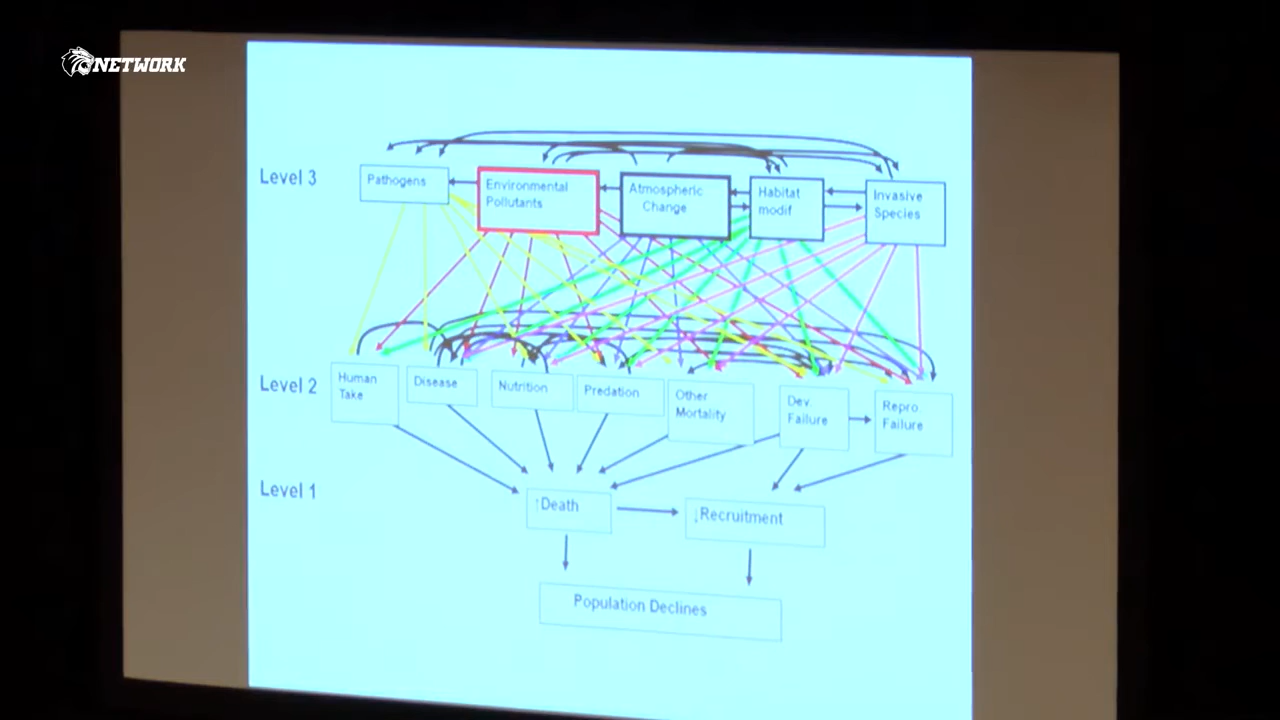 NETWORK
Level 3
Pathogens
Environmental
Pollutants
Atmospheric
Change
Habitat
modif
Invasive
Species
Level 2
Human
Take
Disease
Nutrition
Predation
Other
Mortality
Dev.
Failure
Repro.
Failure
Level 1
↑Death
↓Recruitment
Population Declines